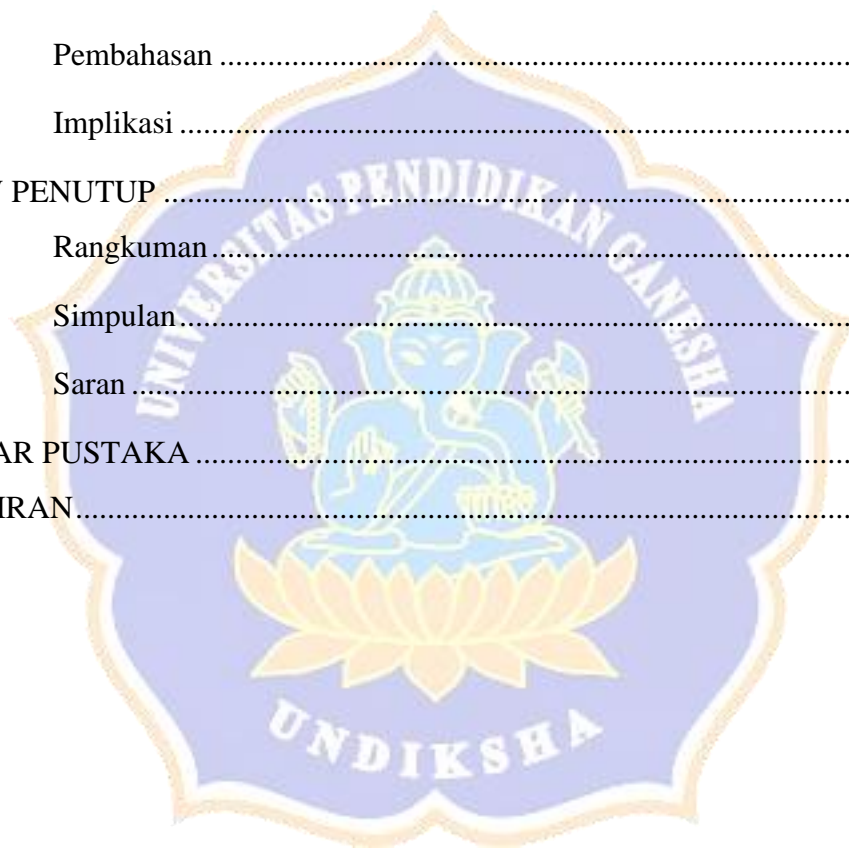 Pembahasan ........................................................................
Implikasi ............................................................................
PENUTUP .........................................................................
Rangkuman .........................................................................
Simpulan ............................................................................
Saran .................................................................................
AR PUSTAKA ......................................................................
IRAN .................................................................................
UNIVERSITAS PENDIDIKAN GANESHA
UNDIKSHA